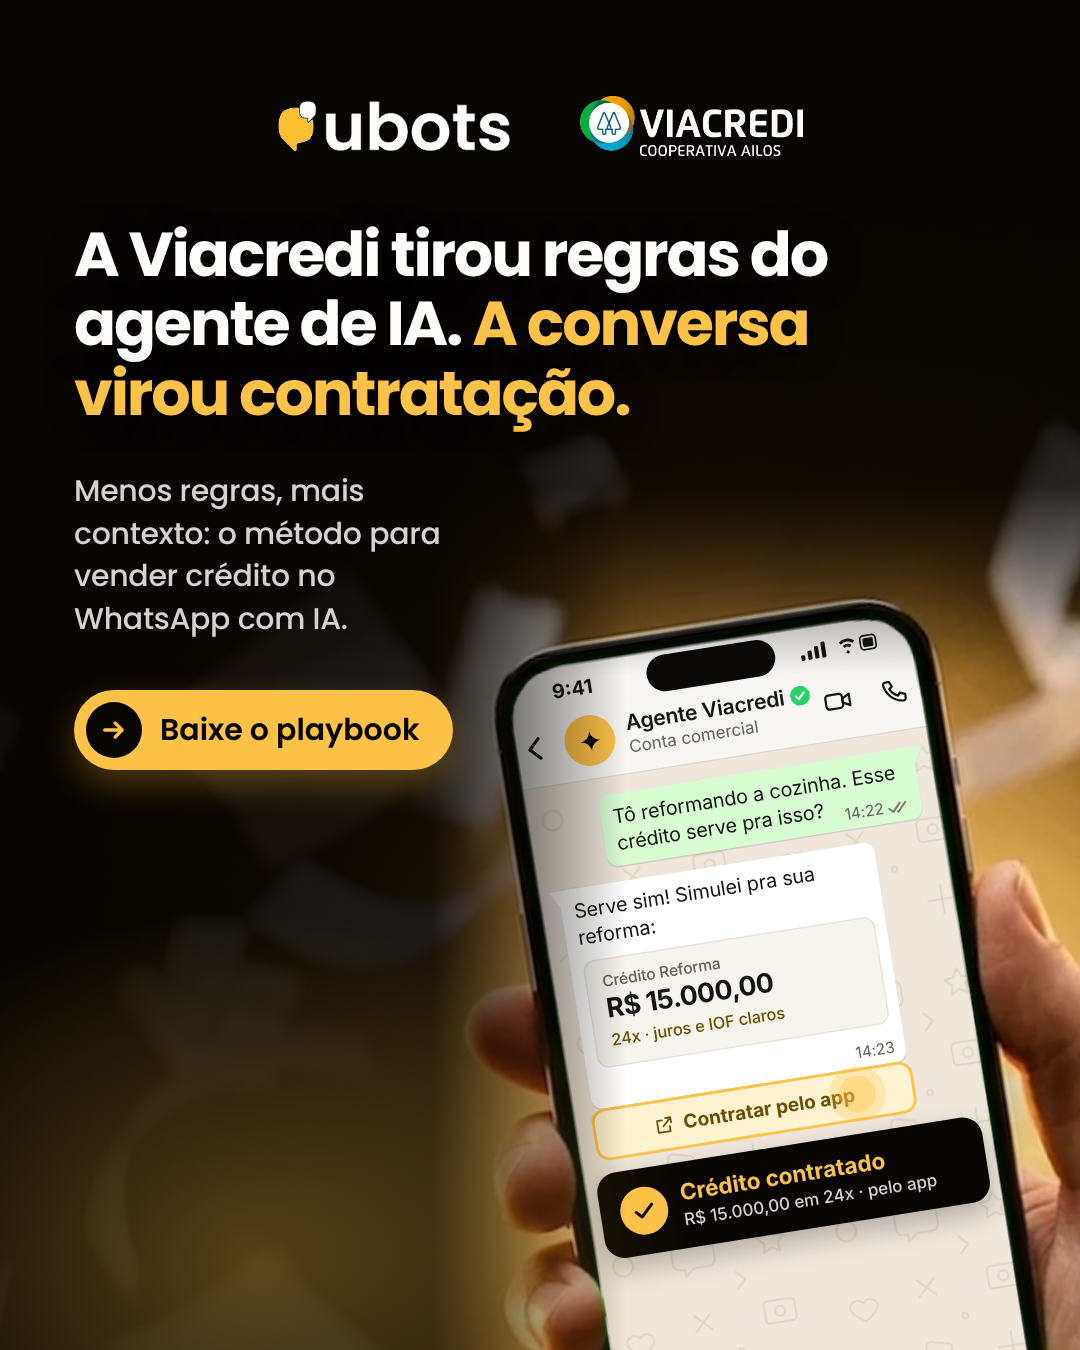 ubots
VIACREDI
COOPERATIVA AILOS
A Viacredi tirou regras do
agente de IA. A conversa
virou contratação.
Menos regras, mais
contexto: o método para
vender crédito no
WhatsApp com IA.
Baixe o playbook
9:41
Agente Viacredi
Conta comercial
Tô reformando a cozinha. Esse
crédito serve pra isso?
14:22
Serve sim! Simulei pra sua
reforma:
Crédito Reforma
R$ 15.000,00
24x · juros e IOF claros
14:23
Contratar pelo app
Crédito contratado
R$ 15.000,00 em 24x · pelo app